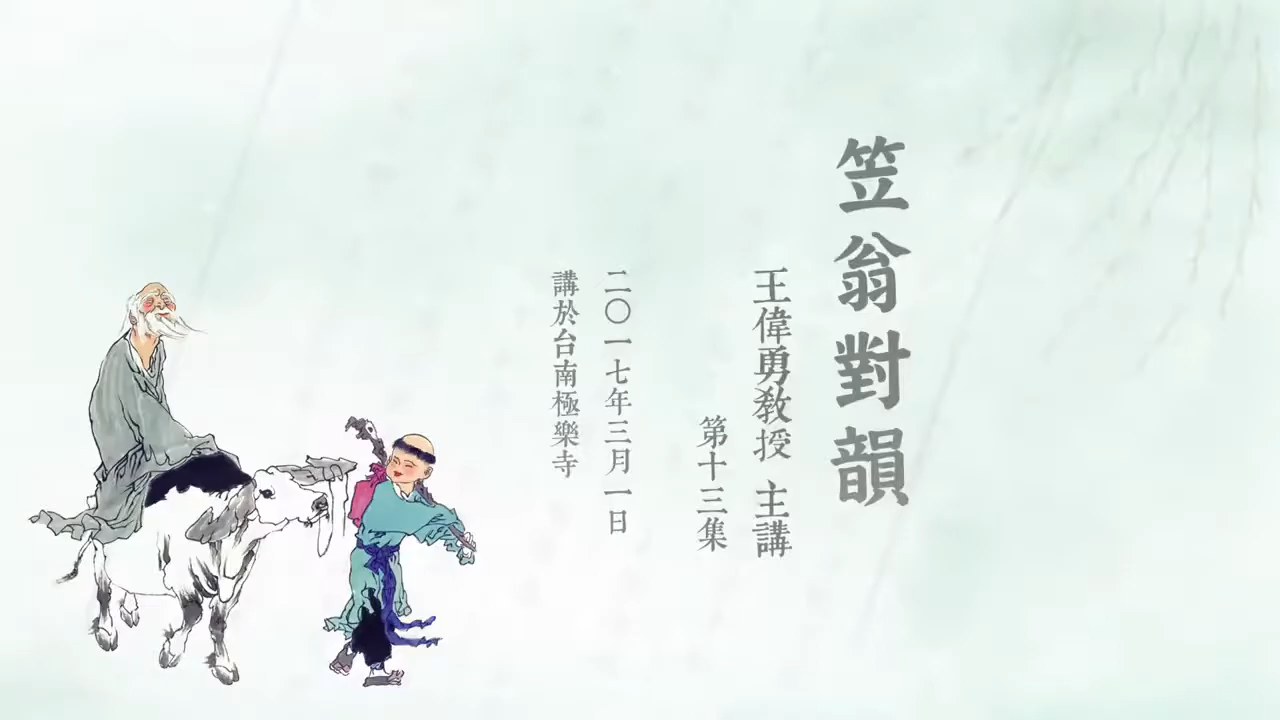 笠翁對韻
王偉勇教授 主講
第十三集
二〇一七年三月一日
講於台南極樂寺